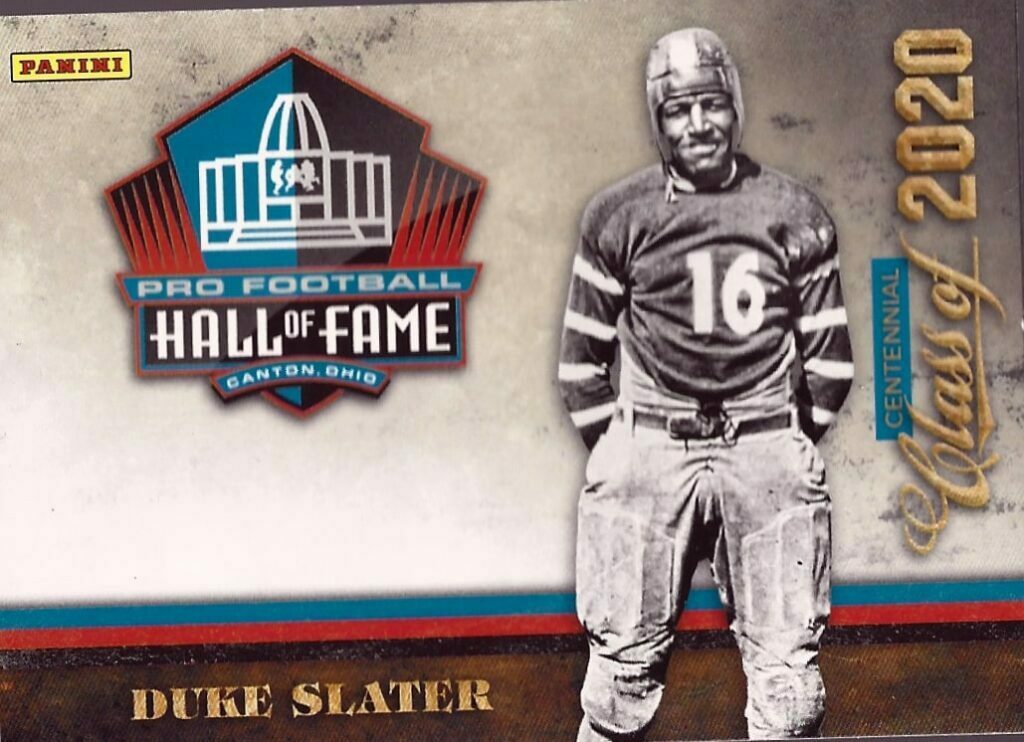 PANINI
PRO FOOTBALL
HALL OF FAME
CANTON, OHIO
16
CENTENNIAL
Class of 2020
DUKE SLATER